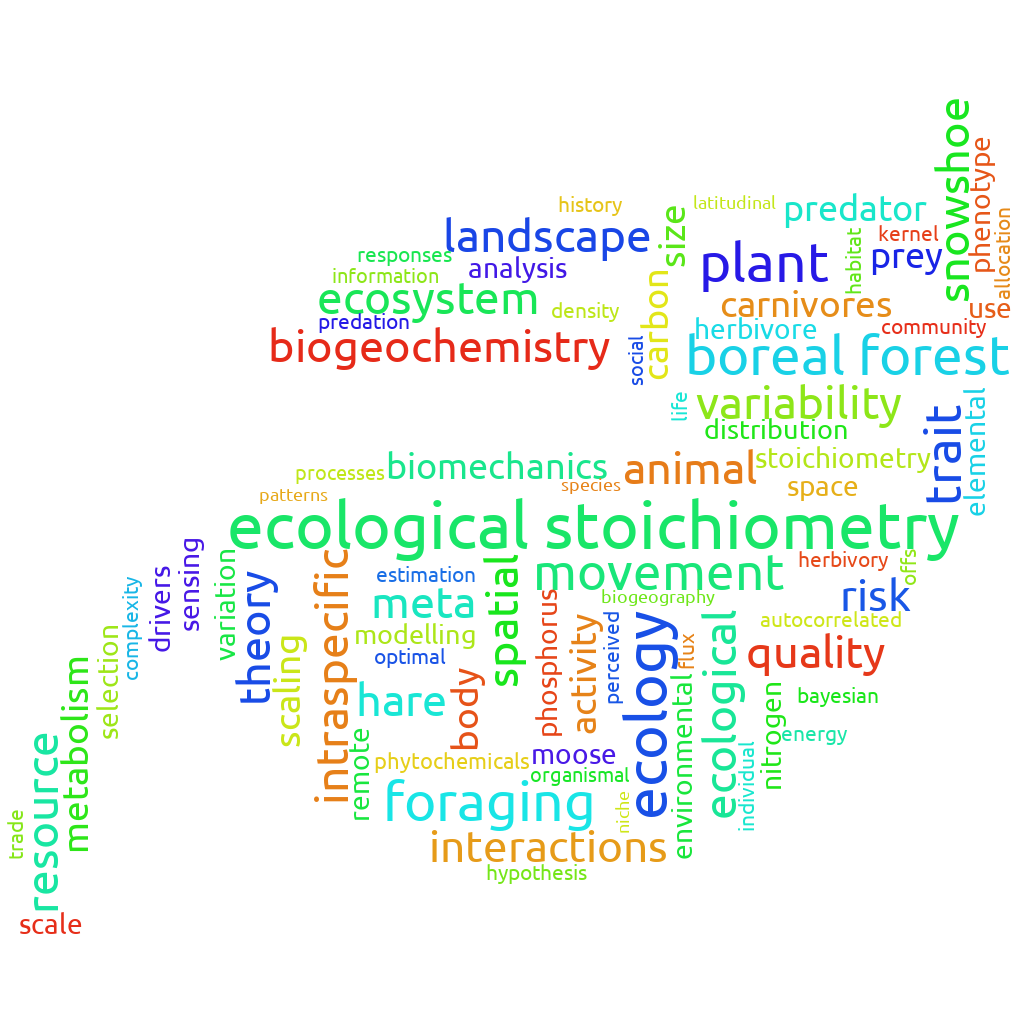 snowshoe
phenotype
allocation
history
latitudinal
predator
size
landscape
kernel
habitat
plant
prey
responses
analysis
information
carbon
ecosystem
density
carnivores
use
predation
herbivore
community
biogeochemistry
social
boreal forest
life
variability
elemental
trait
distribution
biomechanics
animal
stoichiometry
processes
species
space
patterns
ecological stoichiometry
sensing
variation
intraspecific
spatial
movement
herbivory
offs
drivers
complexity
theory
estimation
meta
phosphorus
biogeography
risk
activity
perceived
ecology
ecological
autocorrelated
selection
scaling
modelling
optimal
flux
quality
metabolism
body
hare
environmental
nitrogen
bayesian
resource
remote
phytochemicals
moose
organismal
individual
energy
foraging
niche
trade
interactions
hypothesis
scale